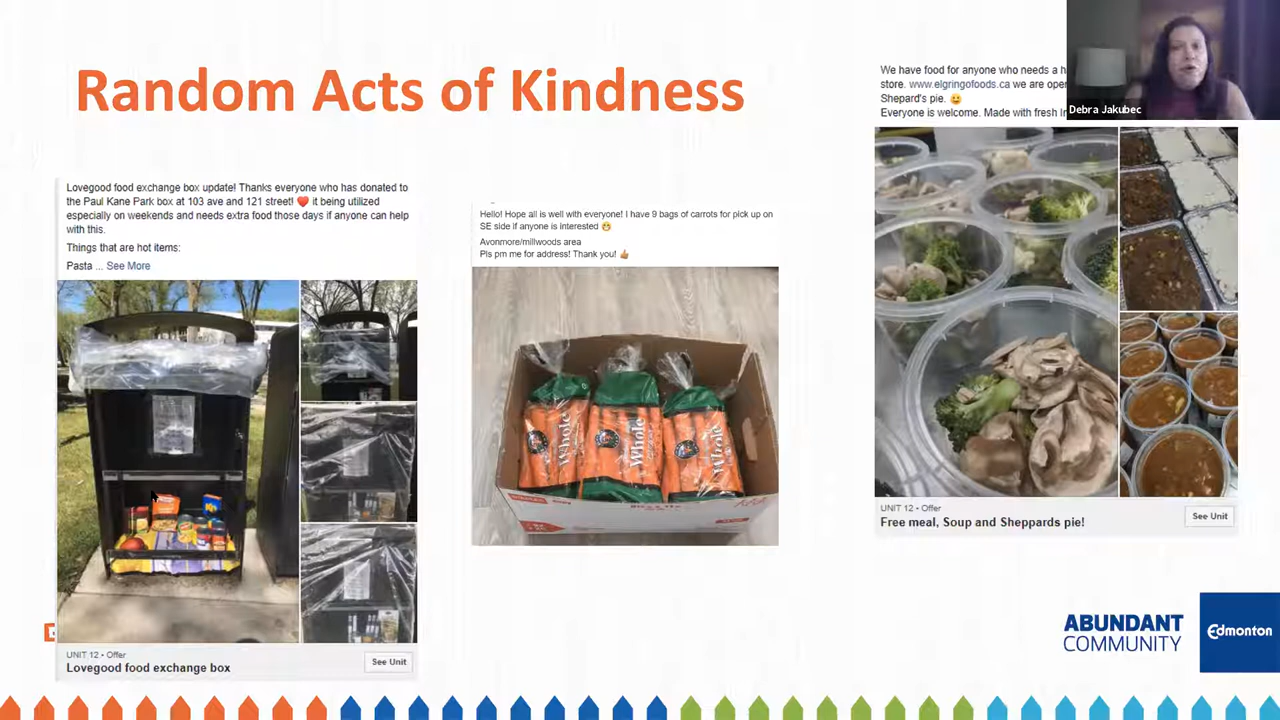 Random Acts of Kindness
Lovegood food exchange box update! Thanks everyone who has donated to
the Paul Kane Park box at 103 ave and 121 street! ❤️ it being utilized
especially on weekends and needs extra food those days if anyone can help
with this.
Things that are hot items:
Pasta ... See More
UNIT 12 • Offer
Lovegood food exchange box
See Unit
Hello! Hope all is well with everyone! I have 9 bags of carrots for pick up on
SE side if anyone is interested 😁
Avonmore/millwoods area
Pls pm me for address! Thank you! 👍
Whole
Whole
Whole
We have food for anyone who needs a
store. www.elgringofoods.ca we are
Shepard's pie. 😃
Everyone is welcome. Made with fresh
UNIT 12 • Offer
Free meal, Soup and Sheppards pie!
See Unit
Debra Jakubec
ABUNDANT
COMMUNITY
Edmonton